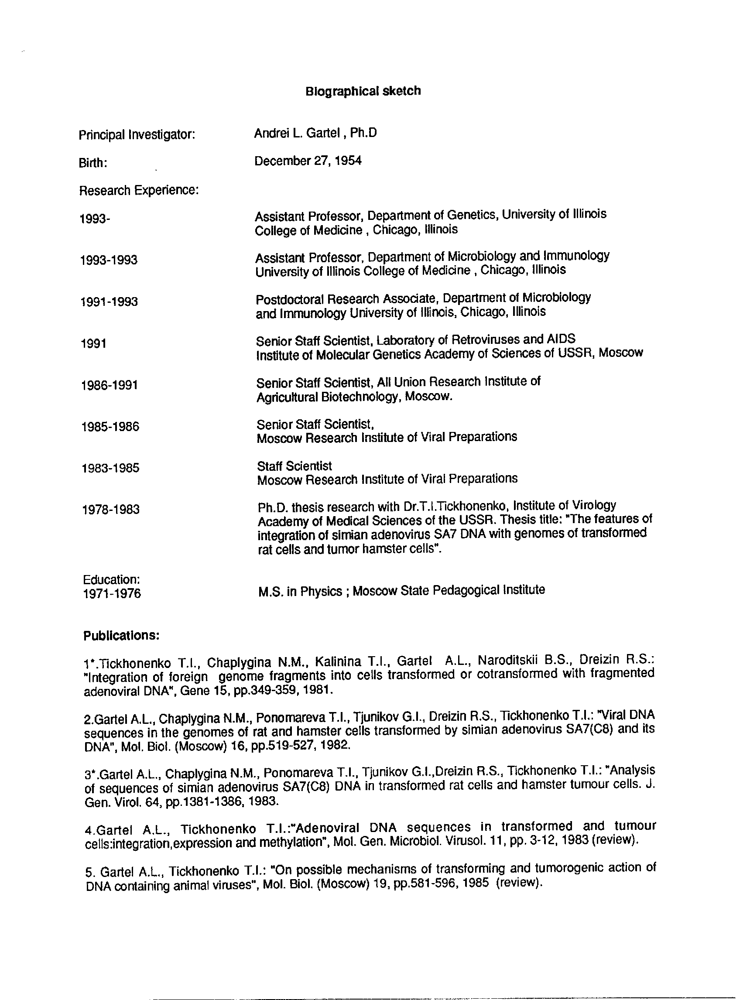 Biographical sketch
Principal Investigator: Andrei L. Gartel , Ph.D
Birth: December 27, 1954
Research Experience:
1993- Assistant Professor, Department of Genetics, University of Illinois
College of Medicine , Chicago, Illinois
1993-1993 Assistant Professor, Department of Microbiology and Immunology
University of Illinois College of Medicine , Chicago, Illinois
1991-1993 Postdoctoral Research Associate, Department of Microbiology
and Immunology University of Illinois, Chicago, Illinois
1991 Senior Staff Scientist, Laboratory of Retroviruses and AIDS
Institute of Molecular Genetics Academy of Sciences of USSR, Moscow
1986-1991 Senior Staff Scientist, All Union Research Institute of
Agricultural Biotechnology, Moscow.
1985-1986 Senior Staff Scientist,
Moscow Research Institute of Viral Preparations
1983-1985 Staff Scientist
Moscow Research Institute of Viral Preparations
1978-1983 Ph.D. thesis research with Dr.T.I.Tickhonenko, Institute of Virology
Academy of Medical Sciences of the USSR. Thesis title: "The features of
integration of simian adenovirus SA7 DNA with genomes of transformed
rat cells and tumor hamster cells".
Education:
1971-1976 M.S. in Physics ; Moscow State Pedagogical Institute
Publications:
1*.Tickhonenko T.I., Chaplygina N.M., Kalinina T.I., Gartel A.L., Naroditskii B.S., Dreizin R.S.:
"Integration of foreign genome fragments into cells transformed or cotransformed with fragmented
adenoviral DNA", Gene 15, pp.349-359, 1981.
2.Gartel A.L., Chaplygina N.M., Ponomareva T.I., Tjunikov G.I., Dreizin R.S., Tickhonenko T.I.: "Viral DNA
sequences in the genomes of rat and hamster cells transformed by simian adenovirus SA7(C8) and its
DNA", Mol. Biol. (Moscow) 16, pp.519-527, 1982.
3*.Gartel A.L., Chaplygina N.M., Ponomareva T.I., Tjunikov G.I.,Dreizin R.S., Tickhonenko T.I.: "Analysis
of sequences of simian adenovirus SA7(C8) DNA in transformed rat cells and hamster tumour cells. J.
Gen. Virol. 64, pp.1381-1386, 1983.
4.Gartel A.L., Tickhonenko T.I.:"Adenoviral DNA sequences in transformed and tumour
cells:integration,expression and methylation", Mol. Gen. Microbiol. Virusol. 11, pp. 3-12, 1983 (review).
5. Gartel A.L., Tickhonenko T.I.: "On possible mechanisms of transforming and tumorogenic action of
DNA containing animal viruses", Mol. Biol. (Moscow) 19, pp.581-596, 1985 (review).